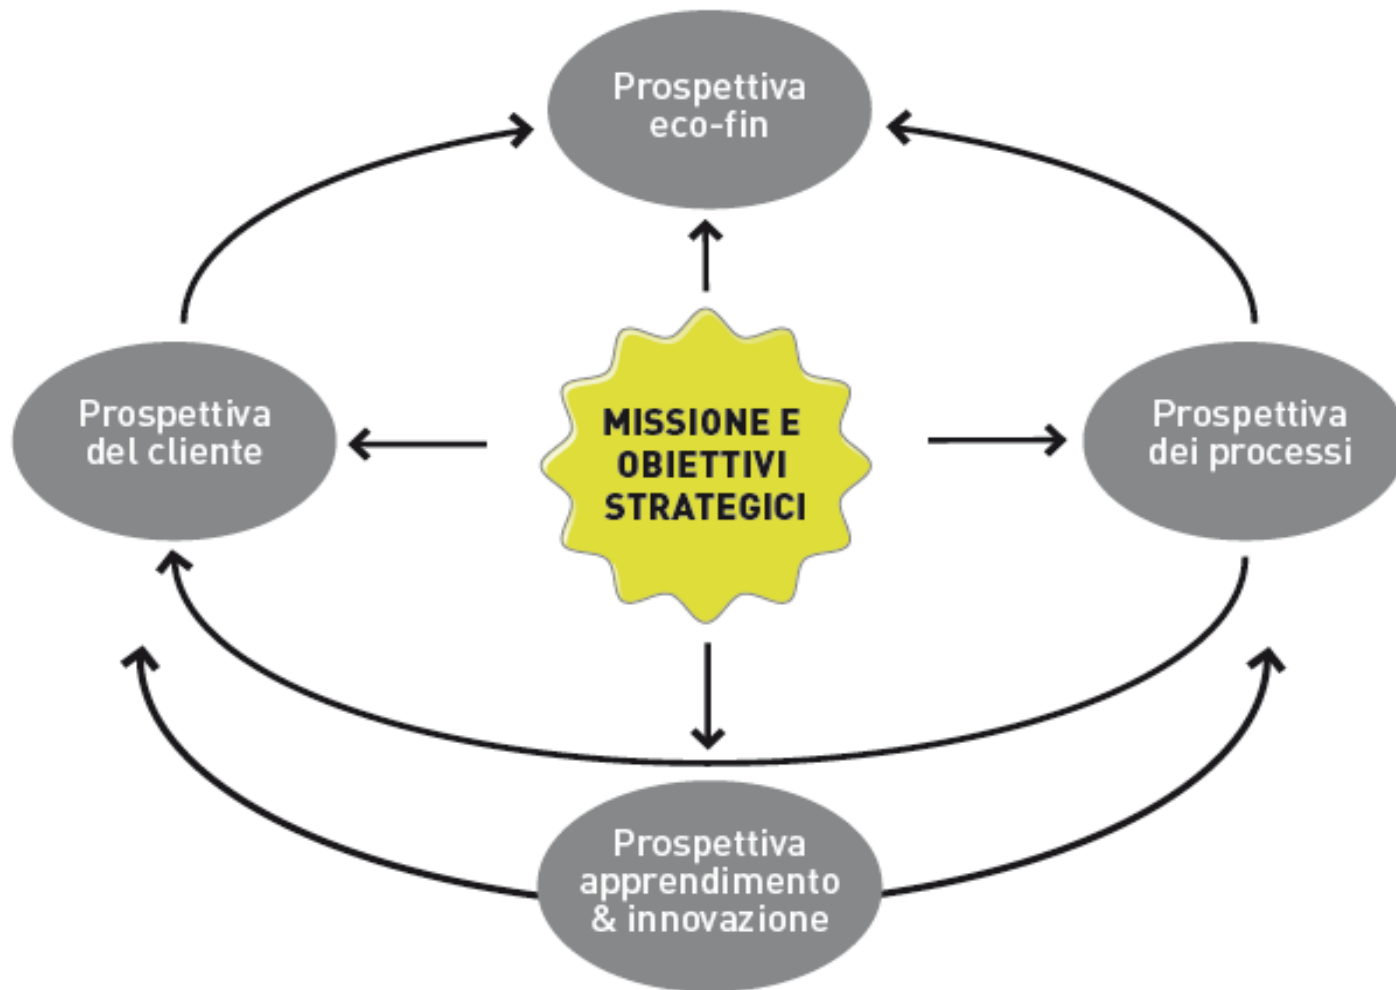 Prospettiva
eco-fin
Prospettiva
del cliente
MISSIONE E
OBIETTIVI
STRATEGICI
Prospettiva
dei processi
Prospettiva
apprendimento
& innovazione